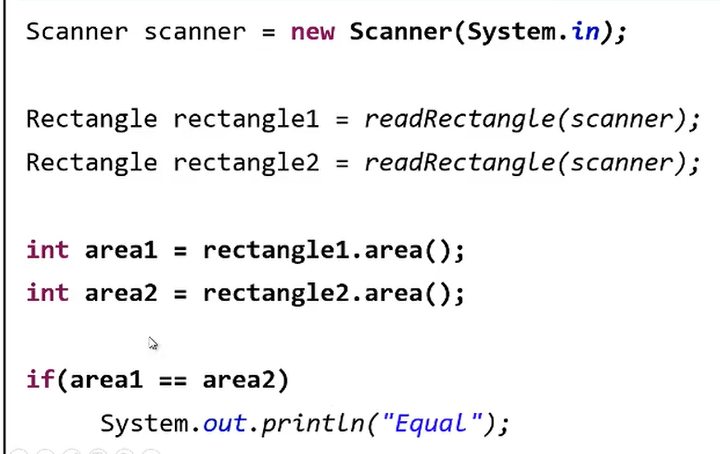 Scanner scanner = new Scanner(System.in);
Rectangle rectangle1 = readRectangle(scanner);
Rectangle rectangle2 = readRectangle(scanner);
int area1 = rectangle1.area();
int area2 = rectangle2.area();
if(area1 == area2)
System.out.println("Equal");